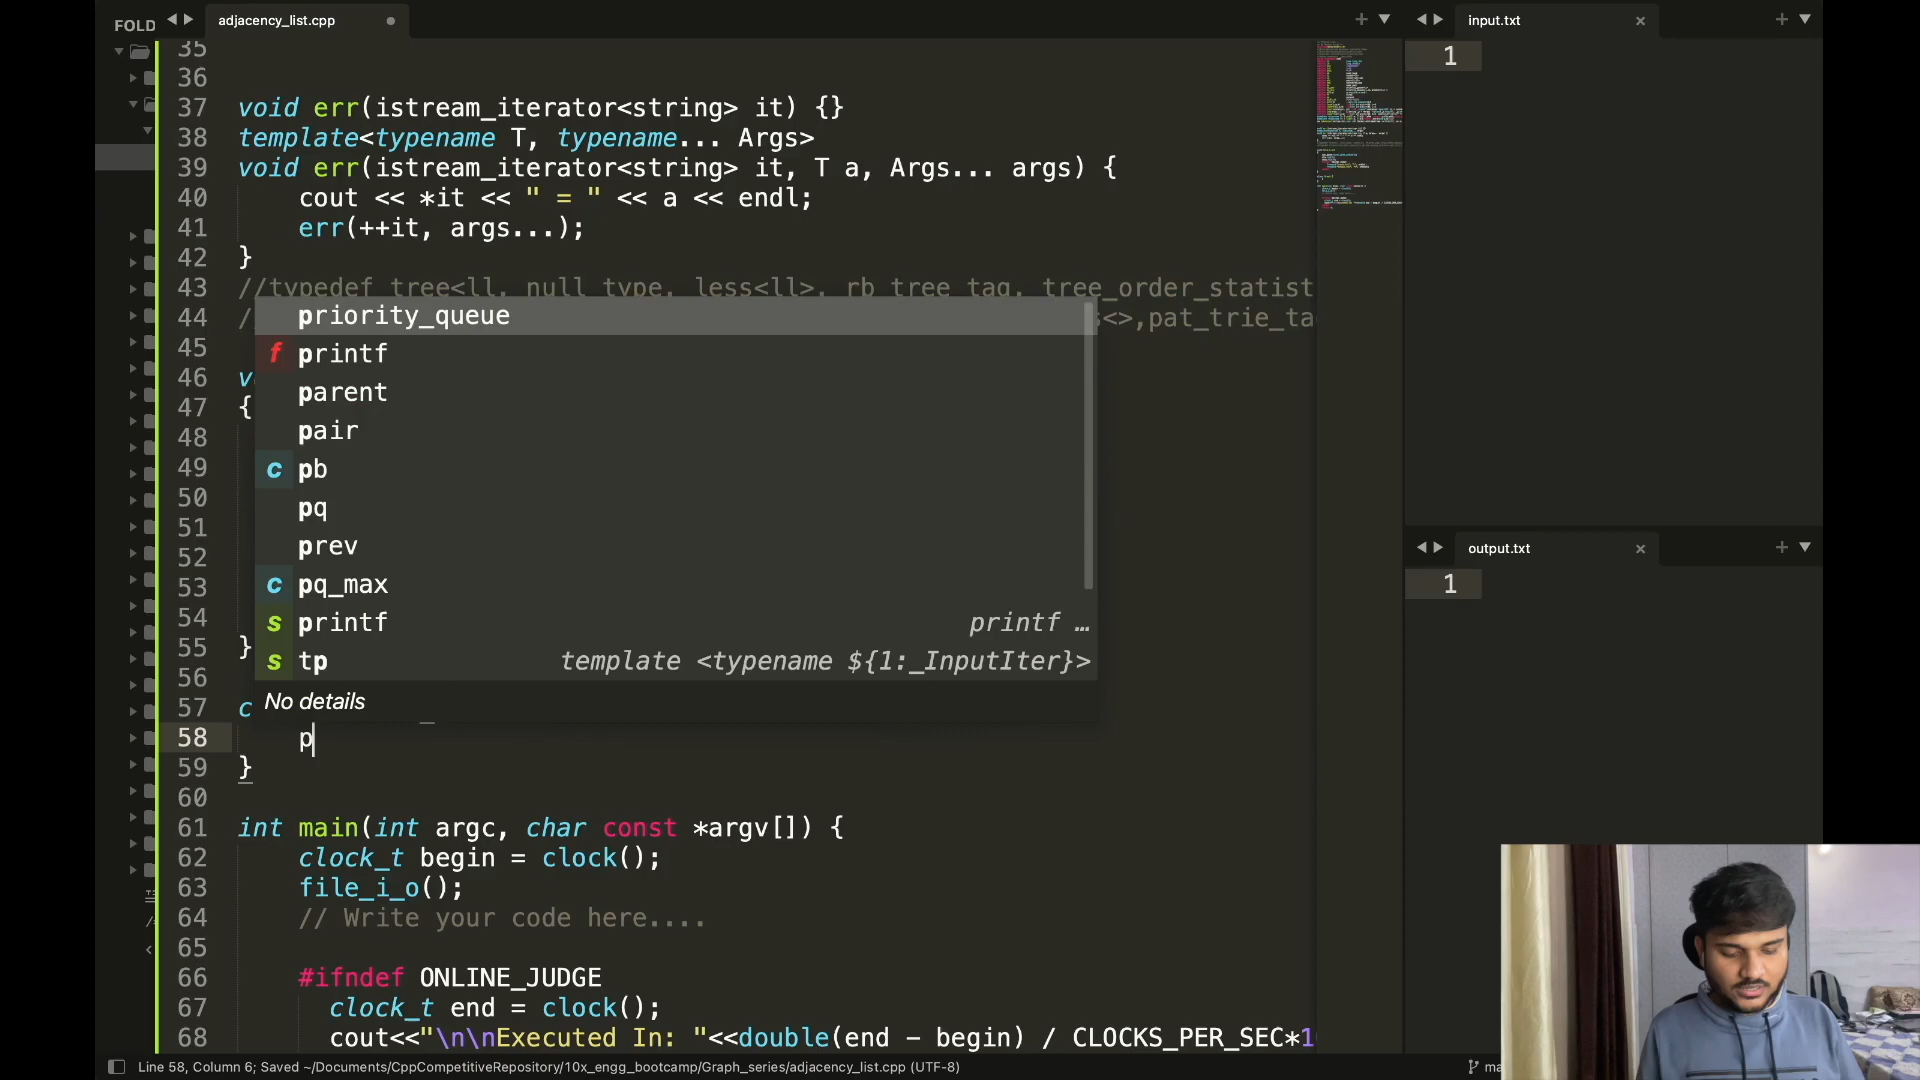 FOLD
adjacency_list.cpp
35
36
37 void err(istream_iterator<string> it) {}
38 template<typename T, typename... Args>
39 void err(istream_iterator<string> it, T a, Args... args) {
40 cout << *it << " = " << a << endl;
41 err(++it, args...);
42 }
43 //typedef tree<ll, null_type, less<ll>, rb_tree_tag, tree_order_statist
44 / s<>,pat_trie_ta
45
46 v
47 {
48
49
50
51
52
53
54
55 }
56
57 c
58 p
59 }
60
61 int main(int argc, char const *argv[]) {
62 clock_t begin = clock();
63 file_i_o();
64 // Write your code here....
65
66 #ifndef ONLINE_JUDGE
67 clock_t end = clock();
68 cout<<"\n\nExecuted In: "<<double(end - begin) / CLOCKS_PER_SEC*1
priority_queue
f printf
parent
pair
c pb
pq
prev
c pq_max
s printf printf …
s tp template <typename ${1:_InputIter}>
No details
input.txt
1
output.txt
1
Line 58, Column 6; Saved ~/Documents/CppCompetitiveRepository/10x_engg_bootcamp/Graph_series/adjacency_list.cpp (UTF-8)
ma